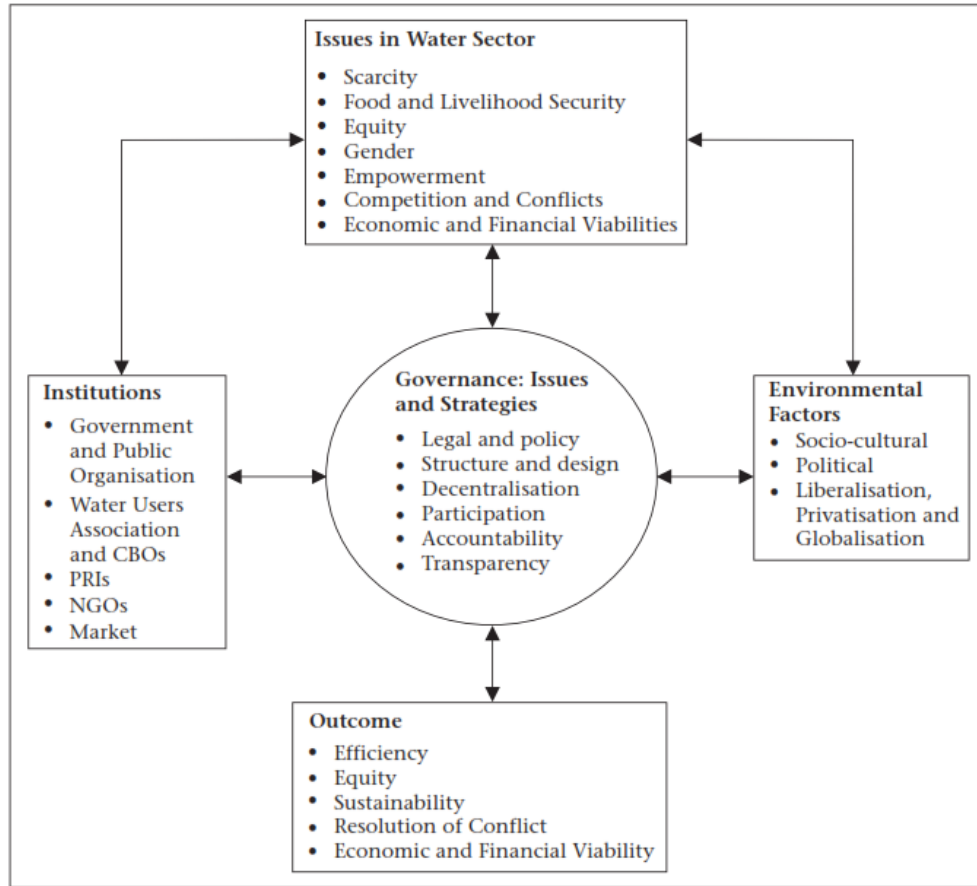 Issues in Water Sector
• Scarcity
• Food and Livelihood Security
• Equity
• Gender
• Empowerment
• Competition and Conflicts
• Economic and Financial Viabilities
Institutions
• Government
and Public
Organisation
• Water Users
Association
and CBOs
• PRIs
• NGOs
• Market
Governance: Issues
and Strategies
• Legal and policy
• Structure and design
• Decentralisation
• Participation
• Accountability
• Transparency
Environmental
Factors
• Socio-cultural
• Political
• Liberalisation,
Privatisation and
Globalisation
Outcome
• Efficiency
• Equity
• Sustainability
• Resolution of Conflict
• Economic and Financial Viability